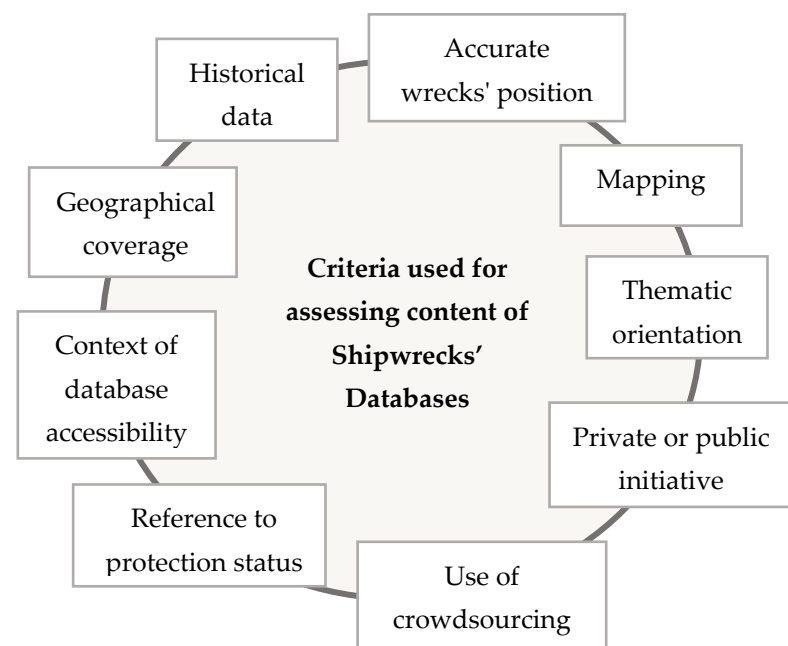 Accurate
wrecks' position
Historical
data
Mapping
Geographical
coverage
Criteria used for
assessing content of
Shipwrecks’
Databases
Thematic
orientation
Context of
database
accessibility
Private or public
initiative
Reference to
protection status
Use of
crowdsourcing